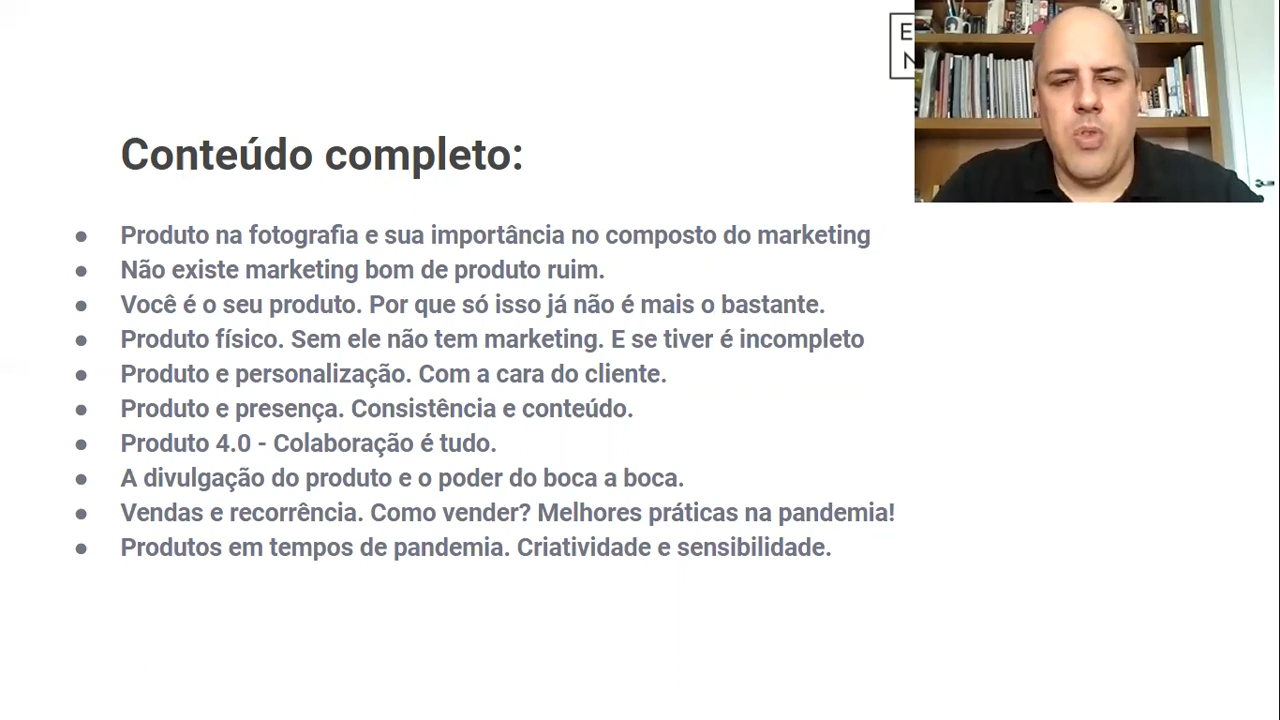 E
N
Conteúdo completo:
● Produto na fotografia e sua importância no composto do marketing
● Não existe marketing bom de produto ruim.
● Você é o seu produto. Por que só isso já não é mais o bastante.
● Produto físico. Sem ele não tem marketing. E se tiver é incompleto
● Produto e personalização. Com a cara do cliente.
● Produto e presença. Consistência e conteúdo.
● Produto 4.0 - Colaboração é tudo.
● A divulgação do produto e o poder do boca a boca.
● Vendas e recorrência. Como vender? Melhores práticas na pandemia!
● Produtos em tempos de pandemia. Criatividade e sensibilidade.